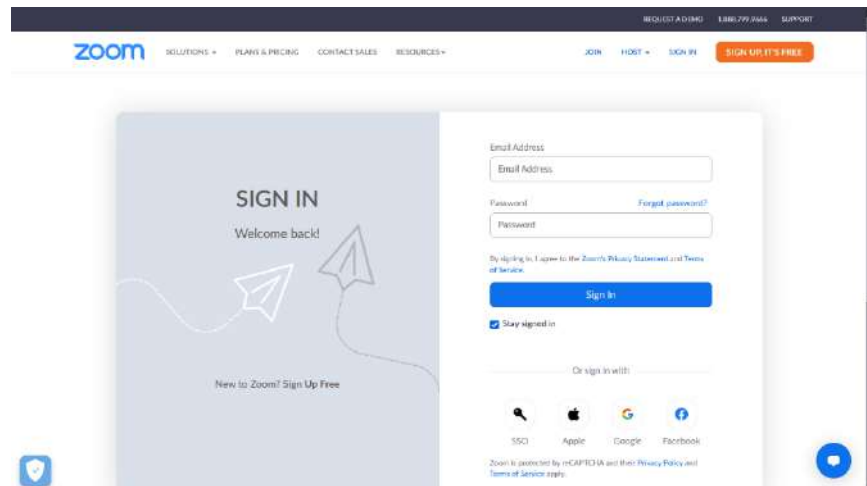 REQUEST A DEMO 1.888.799.9666 SUPPORT
zoom SOLUTIONS PLANS & PRICING CONTACT SALES RESOURCES JOIN HOST SIGN IN SIGN UP, IT'S FREE
SIGN IN
Welcome back!
New to Zoom? Sign Up Free
Email Address
Email Address
Password Forgot password?
Password
By signing in, I agree to the Zoom's Privacy Statement and Terms
of Service.
Sign In
Stay signed in
Or sign in with
SSO Apple Google Facebook
Zoom is protected by reCAPTCHA and their Privacy Policy and
Terms of Service apply.